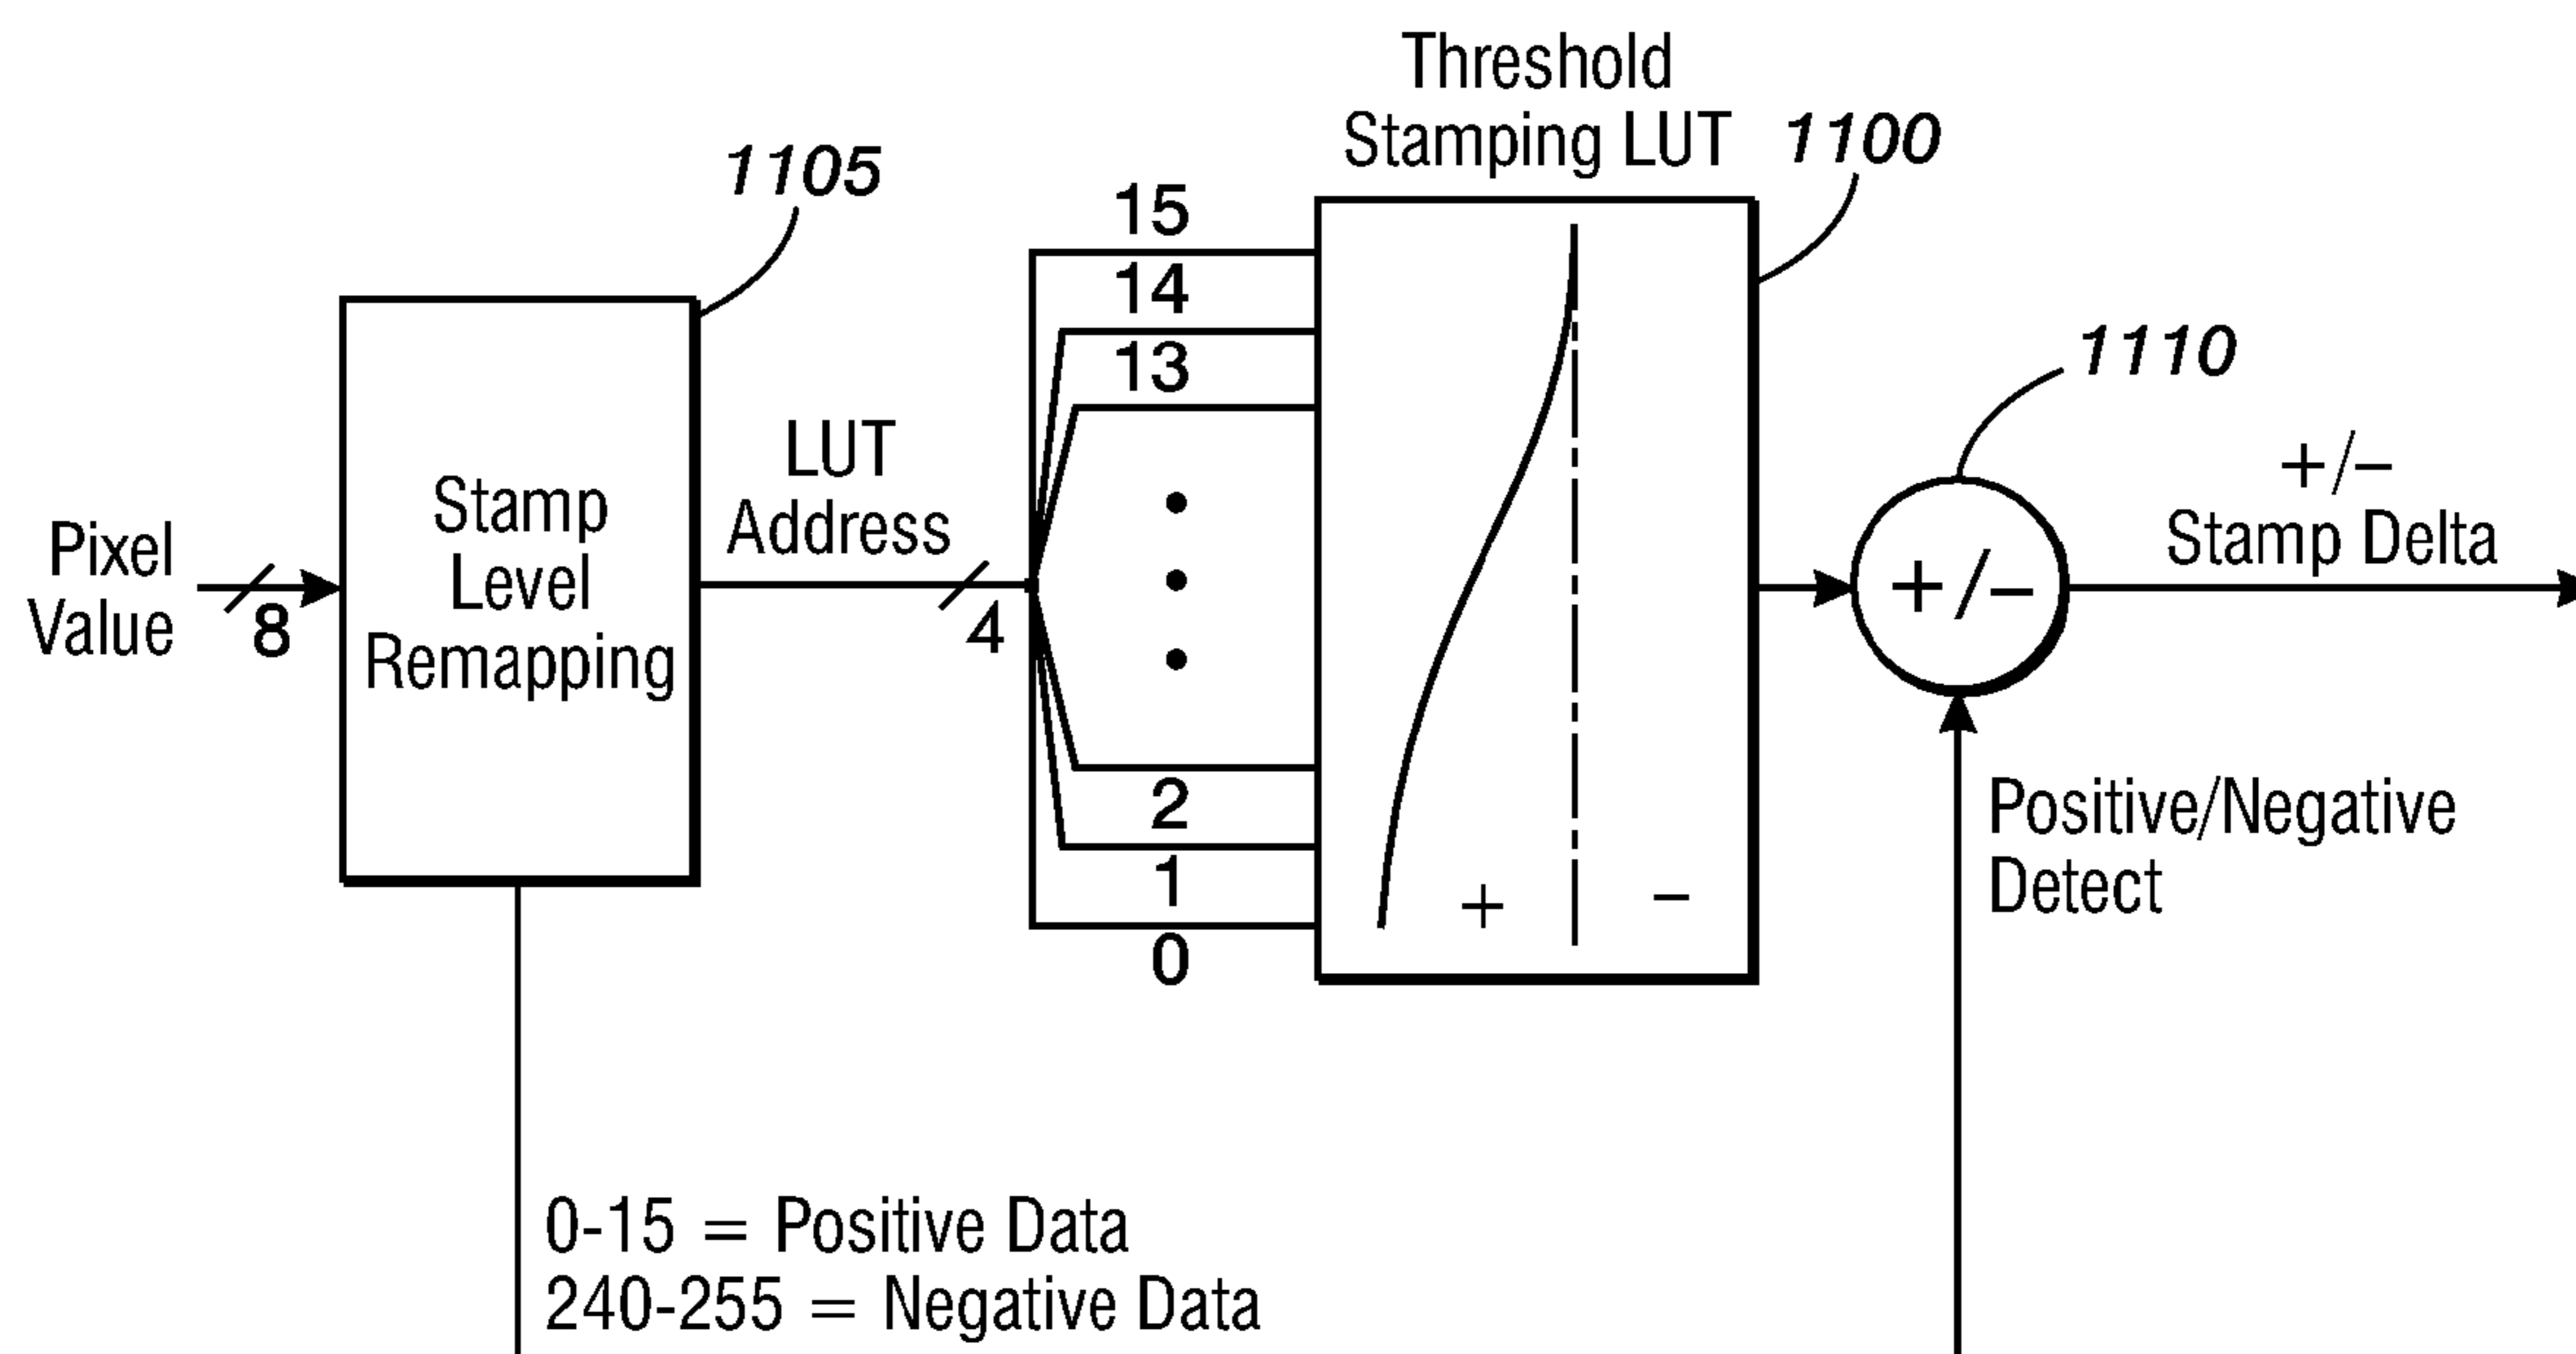 Threshold
Stamping LUT
1100
1105
15
14
13
1110
LUT
Address
+/−
Stamp Delta
Stamp
Level
Remapping
Pixel
Value
8
4
+/−
2
1
0
+
−
Positive/Negative
Detect
0-15 = Positive Data
240-255 = Negative Data